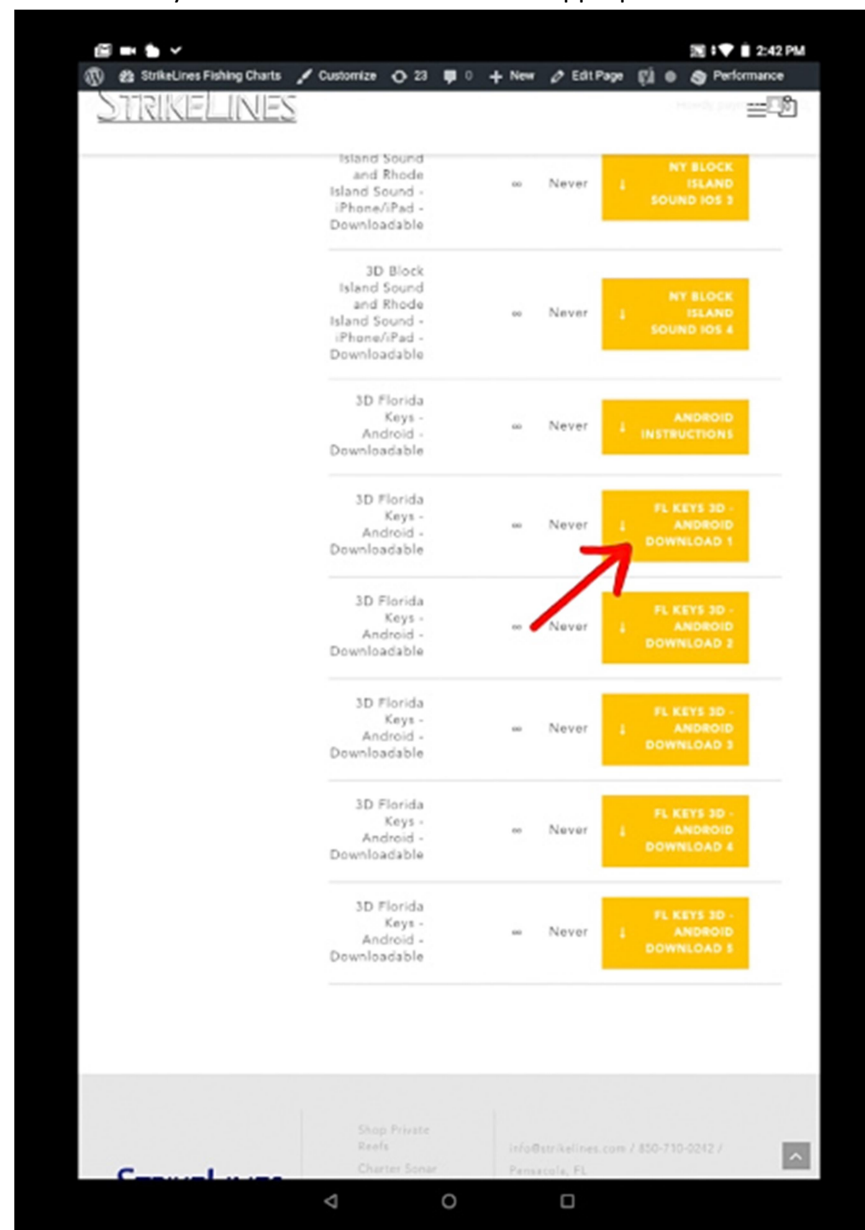 2:42 PM
StrikeLines Fishing Charts Customize 23 0 + New Edit Page Performance
STRIKELINES
Island Sound
and Rhode
Island Sound -
iPhone/iPad -
Downloadable
∞ Never
NY BLOCK
ISLAND
SOUND IOS 3
3D Block
Island Sound
and Rhode
Island Sound -
iPhone/iPad -
Downloadable
∞ Never
NY BLOCK
ISLAND
SOUND IOS 4
3D Florida
Keys -
Android -
Downloadable
∞ Never
ANDROID
INSTRUCTIONS
3D Florida
Keys -
Android -
Downloadable
∞ Never
FL KEYS 3D -
ANDROID
DOWNLOAD 1
3D Florida
Keys -
Android -
Downloadable
∞ Never
FL KEYS 3D -
ANDROID
DOWNLOAD 2
3D Florida
Keys -
Android -
Downloadable
∞ Never
FL KEYS 3D -
ANDROID
DOWNLOAD 3
3D Florida
Keys -
Android -
Downloadable
∞ Never
FL KEYS 3D -
ANDROID
DOWNLOAD 4
3D Florida
Keys -
Android -
Downloadable
∞ Never
FL KEYS 3D -
ANDROID
DOWNLOAD 5
STRIKELINES
Shop Private
Reefs
Charter Sonar
info@strikelines.com / 850-710-0242 /
Pensacola, FL